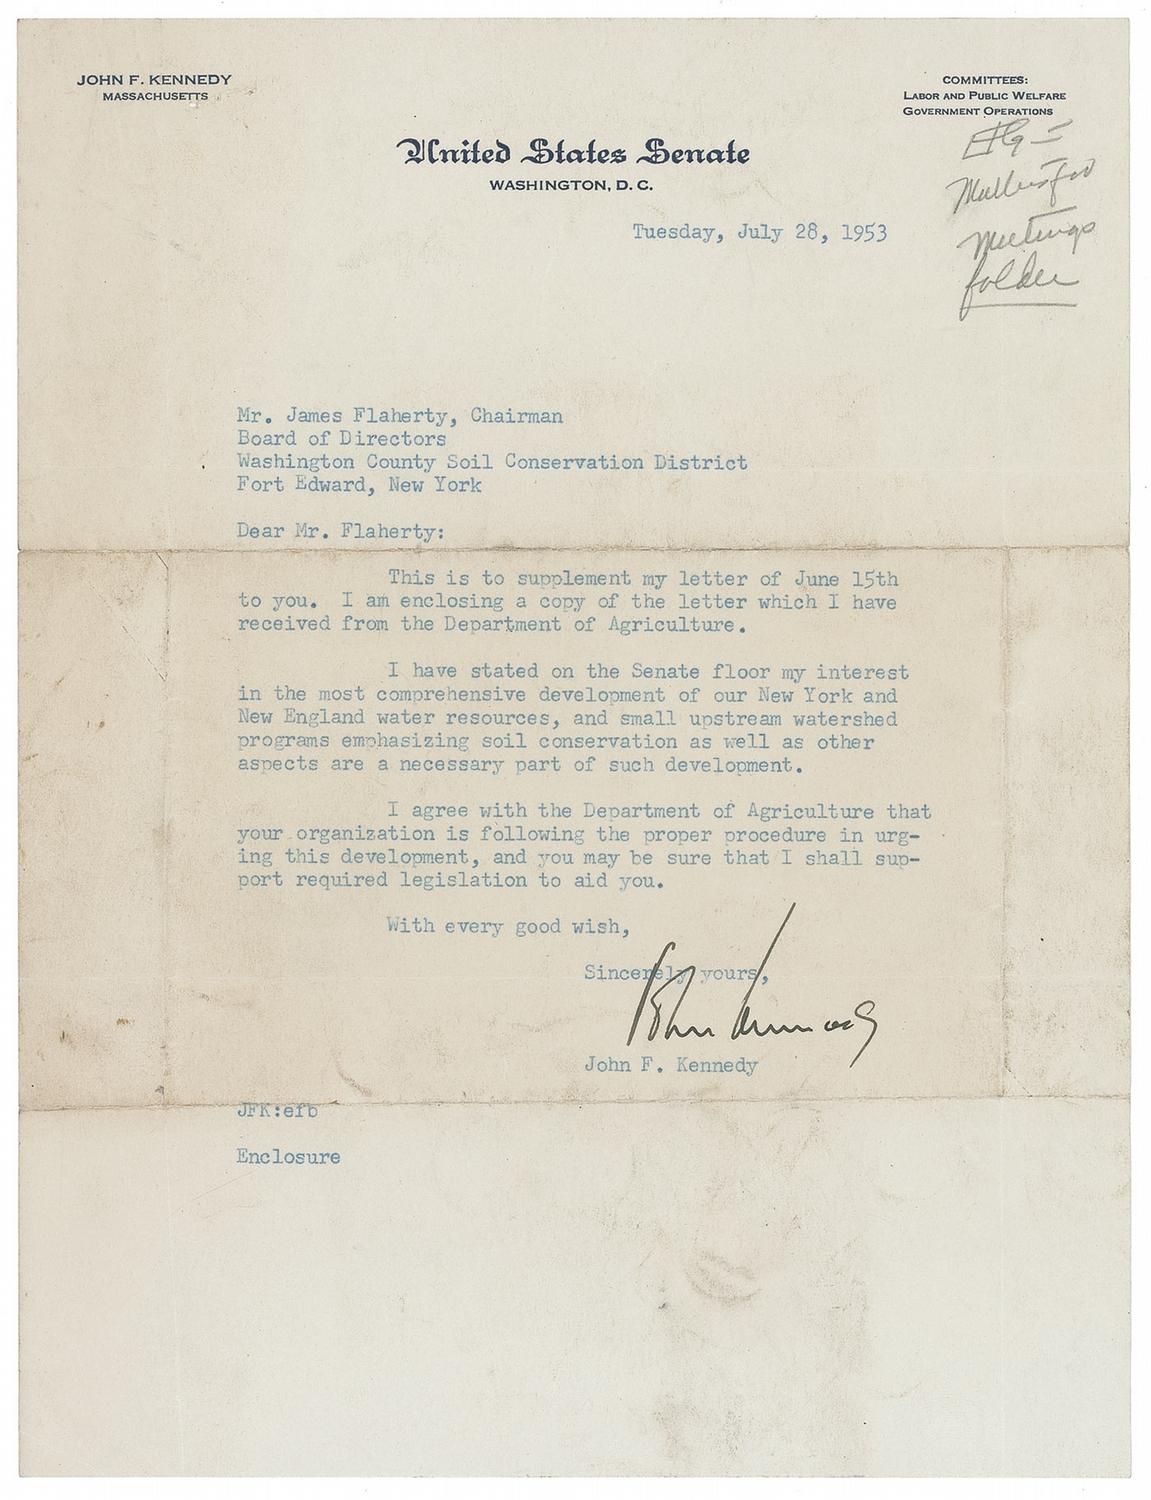 JOHN F. KENNEDY
MASSACHUSETTS
COMMITTEES:
LABOR AND PUBLIC WELFARE
GOVERNMENT OPERATIONS
United States Senate
WASHINGTON, D. C.
Meetings
folder
Tuesday, July 28, 1953
Mr. James Flaherty, Chairman
Board of Directors
Washington County Soil Conservation District
Fort Edward, New York
Dear Mr. Flaherty:
This is to supplement my letter of June 15th
to you. I am enclosing a copy of the letter which I have
received from the Department of Agriculture.
I have stated on the Senate floor my interest
in the most comprehensive development of our New York and
New England water resources, and small upstream watershed
programs emphasizing soil conservation as well as other
aspects are a necessary part of such development.
I agree with the Department of Agriculture that
your organization is following the proper procedure in urg-
ing this development, and you may be sure that I shall sup-
port required legislation to aid you.
With every good wish,
Sincerely yours,
John Kennedy
John F. Kennedy
JFK:efb
Enclosure